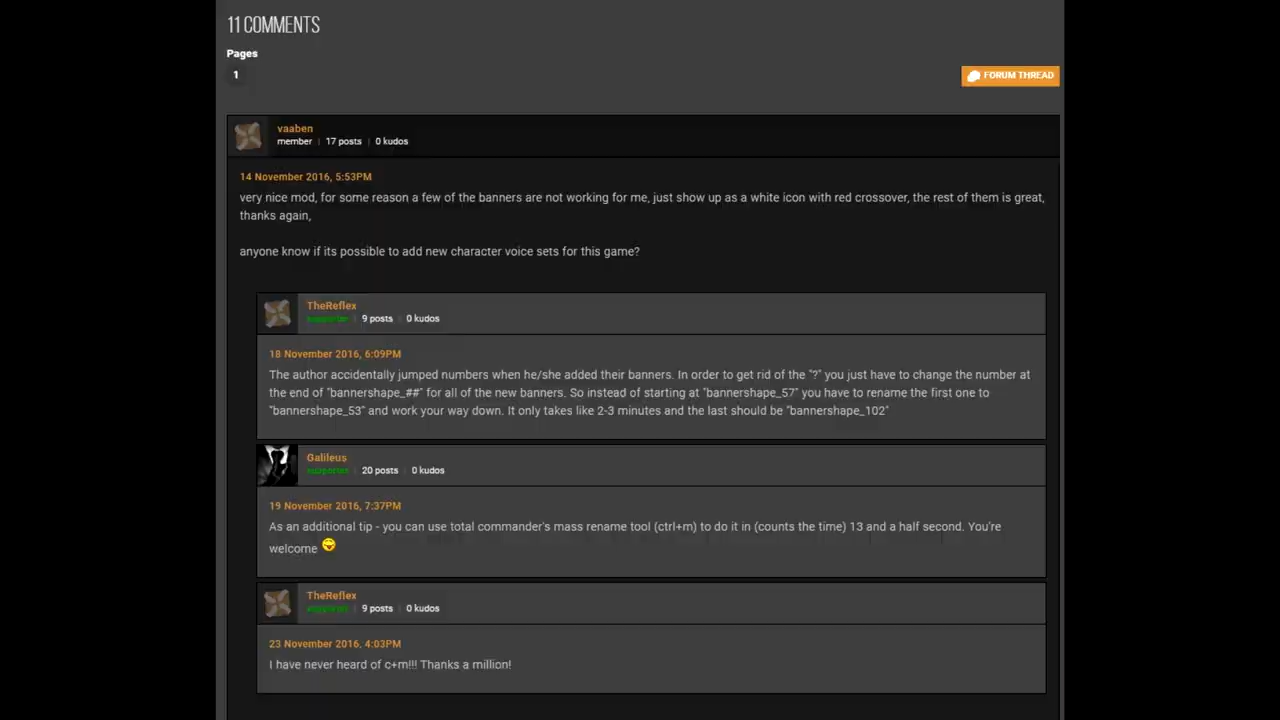 11 COMMENTS
Pages
1
FORUM THREAD
vaaben
member | 17 posts | 0 kudos
14 November 2016, 5:53PM
very nice mod, for some reason a few of the banners are not working for me, just show up as a white icon with red crossover, the rest of them is great,
thanks again,
anyone know if its possible to add new character voice sets for this game?
TheReflex
supporter | 9 posts | 0 kudos
18 November 2016, 6:09PM
The author accidentally jumped numbers when he/she added their banners. In order to get rid of the "?" you just have to change the number at
the end of "bannershape_##" for all of the new banners. So instead of starting at "bannershape_57" you have to rename the first one to
"bannershape_53" and work your way down. It only takes like 2-3 minutes and the last should be "bannershape_102"
Galileus
supporter | 20 posts | 0 kudos
19 November 2016, 7:37PM
As an additional tip - you can use total commander's mass rename tool (ctrl+m) to do it in (counts the time) 13 and a half second. You're
welcome
TheReflex
supporter | 9 posts | 0 kudos
23 November 2016, 4:03PM
I have never heard of c+m!!! Thanks a million!